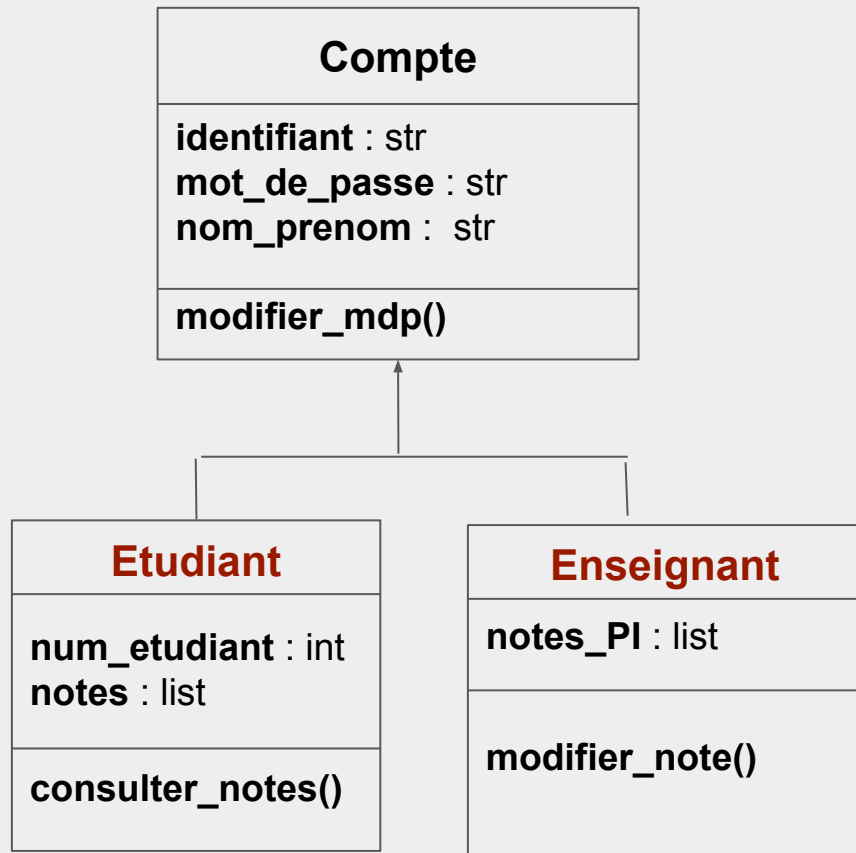 Compte
identifiant : str
mot_de_passe : str
nom_prenom :  str
modifier_mdp()
Etudiant
num_etudiant : int
notes : list
consulter_notes()
Enseignant
notes_PI : list
modifier_note()